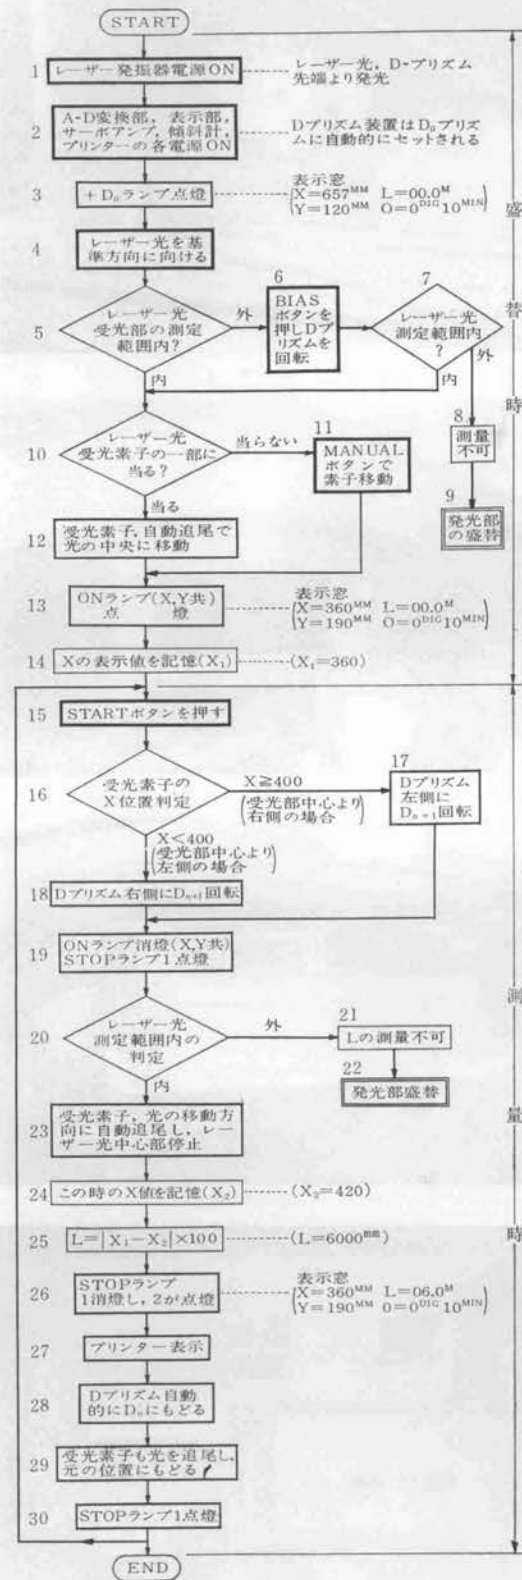 START
1 レーザー発振器電源ON
レーザー光，D-プリズム
先端より発光
2 A-D変換部，表示部，
サーボアンプ，傾斜計，
プリンターの各電源ON
Dプリズム装置はD₀プリズ
ムに自動的にセットされる
3 +D₀ランプ点燈
表示窓
(X=657MM L=00.0M
Y=120MM O=0DIG10MIN)
4 レーザー光を基
準方向に向ける
5 レーザー光
受光部の測定
範囲内?
外
内
6 BIAS
ボタンを
押しDプ
リズムを
回転
7 レーザー光
測定範囲内
?
外
内
8 測量
不可
9 発光部
の盛替
10 レーザー光
受光素子の一部に
当る?
当らない
当る
11 MANUAL
ボタンで
素子移動
12 受光素子，自動追尾で
光の中央に移動
13 ONランプ(X,Y共)
点 燈
表示窓
(X=360MM L=00.0M
Y=190MM O=0DIG10MIN)
14 Xの表示値を記憶(X₁)
(X₁=360)
盛替時
15 STARTボタンを押す
16 受光素子の
X位置判定
X≧400
(受光部中心より
右側の場合)
X<400
(受光部中心より
左側の場合)
17 Dプリズム
左側に
Dn+1回転
18 Dプリズム右側にDn+1回転
19 ONランプ消燈(X,Y共)
STOPランプ1点燈
20 レーザー光
測定範囲内の
判定
外
内
21 Lの測量不可
22 発光部盛替
23 受光素子，光の移動方
向に自動追尾し，レー
ザー光中心部停止
24 この時のX値を記憶(X₂)
(X₂=420)
25 L=|X₁−X₂|×100
(L=6000mm)
26 STOPランプ
1消燈し，2が点燈
表示窓
(X=360MM L=06.0M
Y=190MM 0=0DIG10MIN)
27 プリンター表示
28 Dプリズム自動
的にD₀にもどる
29 受光素子も光を追尾し，
元の位置にもどる
30 STOPランプ1点燈
測量時
END